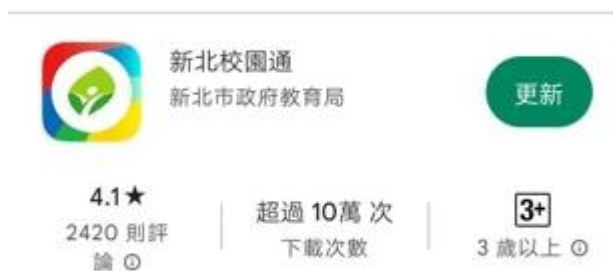 新北校園通
新北市政府教育局
更新
4.1★
2420 則評
論 ⓘ
超過 10萬 次
下載次數
3+
3 歲以上 ⓘ